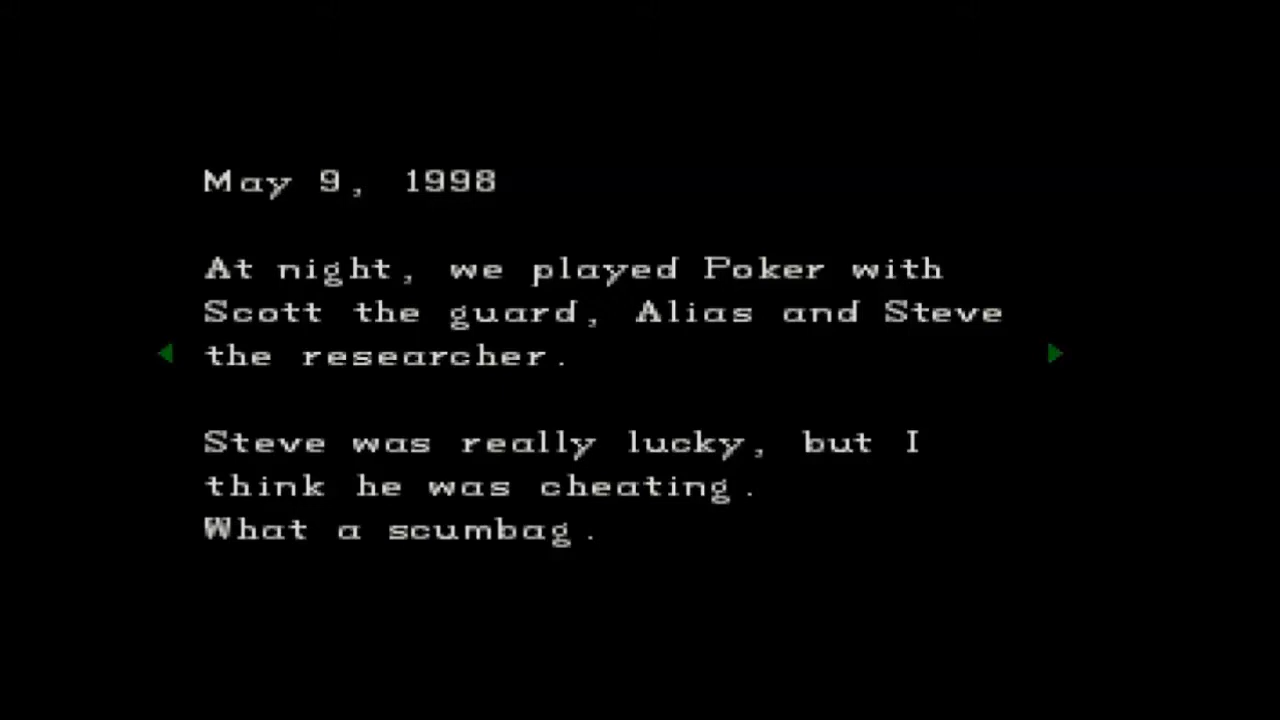 May 9, 1998
At night, we played Poker with
Scott the guard, Alias and Steve
the researcher.
Steve was really lucky, but I
think he was cheating.
What a scumbag.